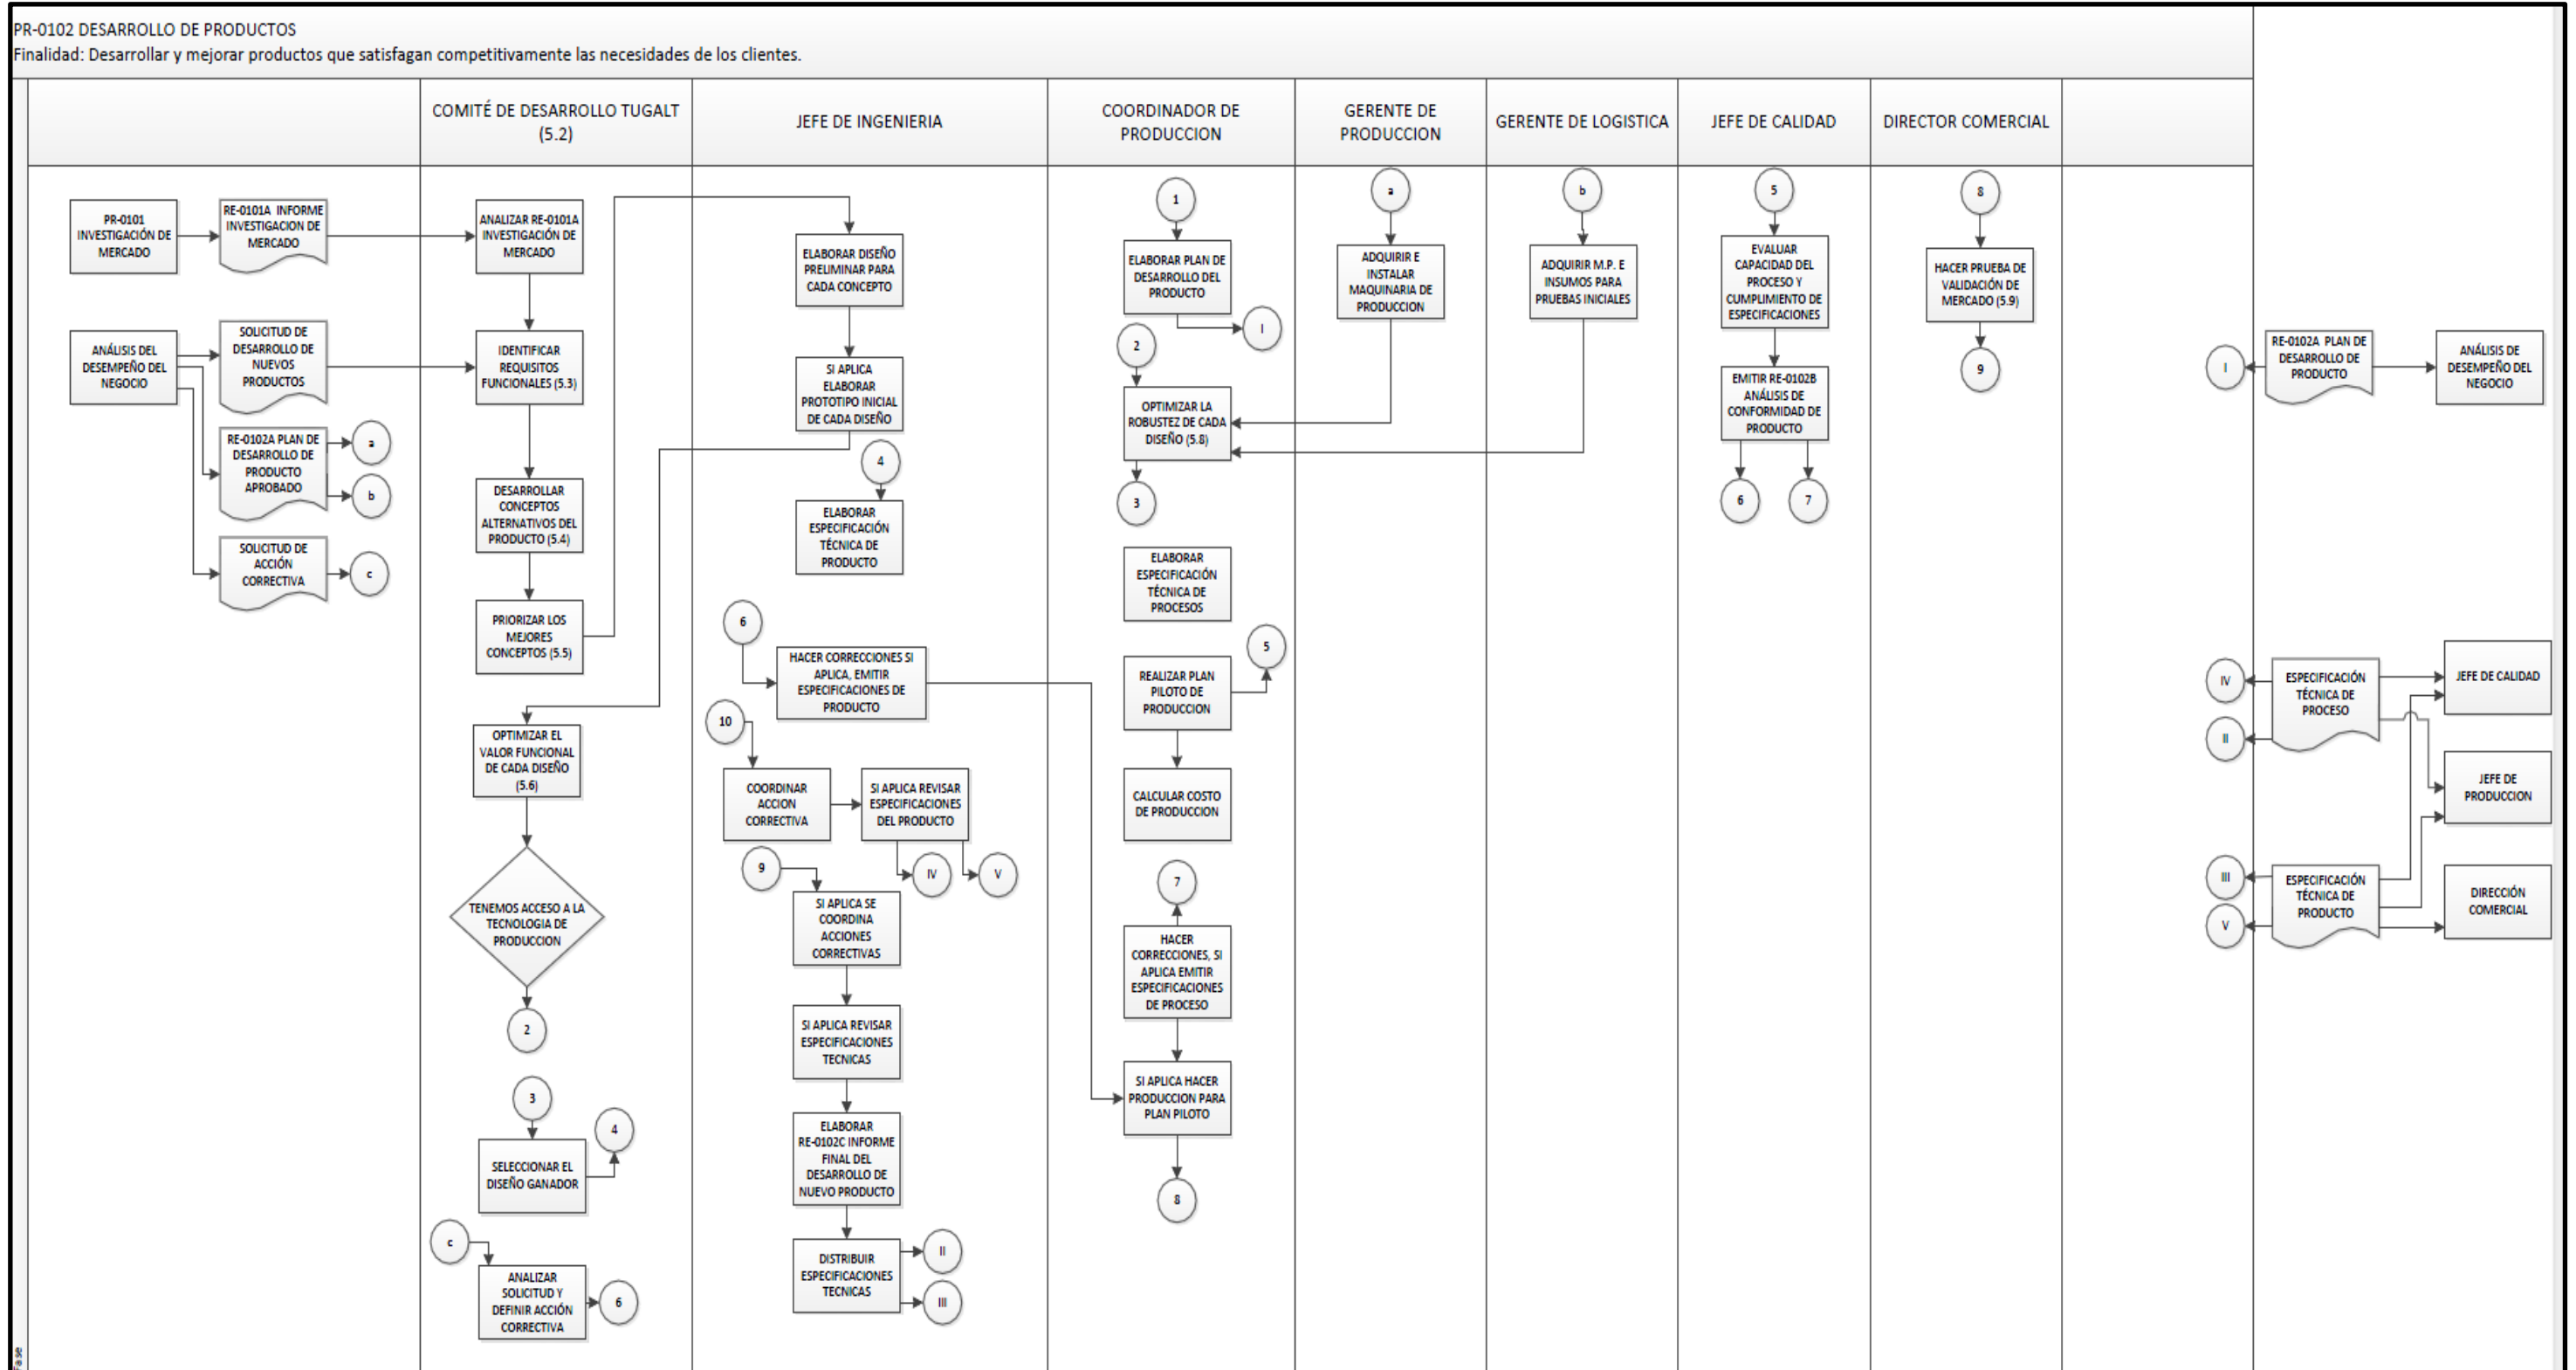 PR-0102 DESARROLLO DE PRODUCTOS
Finalidad: Desarrollar y mejorar productos que satisfagan competitivamente las necesidades de los clientes.
COMITÉ DE DESARROLLO TUGALT
(5.2)
JEFE DE INGENIERIA
COORDINADOR DE
PRODUCCION
GERENTE DE
PRODUCCION
GERENTE DE LOGISTICA
JEFE DE CALIDAD
DIRECTOR COMERCIAL
PR-0101
INVESTIGACIÓN DE
MERCADO
RE-0101A INFORME
INVESTIGACION DE
MERCADO
ANÁLISIS DEL
DESEMPEÑO DEL
NEGOCIO
SOLICITUD DE
DESARROLLO DE
NUEVOS
PRODUCTOS
RE-0102A PLAN DE
DESARROLLO DE
PRODUCTO
APROBADO
a
b
SOLICITUD DE
ACCIÓN
CORRECTIVA
c
ANALIZAR RE-0101A
INVESTIGACIÓN DE
MERCADO
IDENTIFICAR
REQUISITOS
FUNCIONALES (5.3)
DESARROLLAR
CONCEPTOS
ALTERNATIVOS DEL
PRODUCTO (5.4)
PRIORIZAR LOS
MEJORES
CONCEPTOS (5.5)
OPTIMIZAR EL
VALOR FUNCIONAL
DE CADA DISEÑO
(5.6)
TENEMOS ACCESO A LA
TECNOLOGIA DE
PRODUCCION
2
3
4
SELECCIONAR EL
DISEÑO GANADOR
c
ANALIZAR
SOLICITUD Y
DEFINIR ACCIÓN
CORRECTIVA
6
ELABORAR DISEÑO
PRELIMINAR PARA
CADA CONCEPTO
SI APLICA
ELABORAR
PROTOTIPO INICIAL
DE CADA DISEÑO
4
ELABORAR
ESPECIFICACIÓN
TÉCNICA DE
PRODUCTO
6
HACER CORRECCIONES SI
APLICA, EMITIR
ESPECIFICACIONES DE
PRODUCTO
10
COORDINAR
ACCION
CORRECTIVA
SI APLICA REVISAR
ESPECIFICACIONES
DEL PRODUCTO
IV
V
9
SI APLICA SE
COORDINA
ACCIONES
CORRECTIVAS
SI APLICA REVISAR
ESPECIFICACIONES
TECNICAS
ELABORAR
RE-0102C INFORME
FINAL DEL
DESARROLLO DE
NUEVO PRODUCTO
DISTRIBUIR
ESPECIFICACIONES
TECNICAS
II
III
1
ELABORAR PLAN DE
DESARROLLO DEL
PRODUCTO
I
2
OPTIMIZAR LA
ROBUSTEZ DE CADA
DISEÑO (5.8)
3
ELABORAR
ESPECIFICACIÓN
TÉCNICA DE
PROCESOS
5
REALIZAR PLAN
PILOTO DE
PRODUCCION
CALCULAR COSTO
DE PRODUCCION
7
HACER
CORRECCIONES, SI
APLICA EMITIR
ESPECIFICACIONES
DE PROCESO
SI APLICA HACER
PRODUCCION PARA
PLAN PILOTO
8
a
ADQUIRIR E
INSTALAR
MAQUINARIA DE
PRODUCCION
b
ADQUIRIR M.P. E
INSUMOS PARA
PRUEBAS INICIALES
5
EVALUAR
CAPACIDAD DEL
PROCESO Y
CUMPLIMIENTO DE
ESPECIFICACIONES
EMITIR RE-0102B
ANÁLISIS DE
CONFORMIDAD DE
PRODUCTO
6
7
8
HACER PRUEBA DE
VALIDACIÓN DE
MERCADO (5.9)
9
I
RE-0102A PLAN DE
DESARROLLO DE
PRODUCTO
ANÁLISIS DE
DESEMPEÑO DEL
NEGOCIO
IV
II
ESPECIFICACIÓN
TÉCNICA DE
PROCESO
JEFE DE CALIDAD
JEFE DE
PRODUCCION
III
V
ESPECIFICACIÓN
TÉCNICA DE
PRODUCTO
DIRECCIÓN
COMERCIAL
Fase